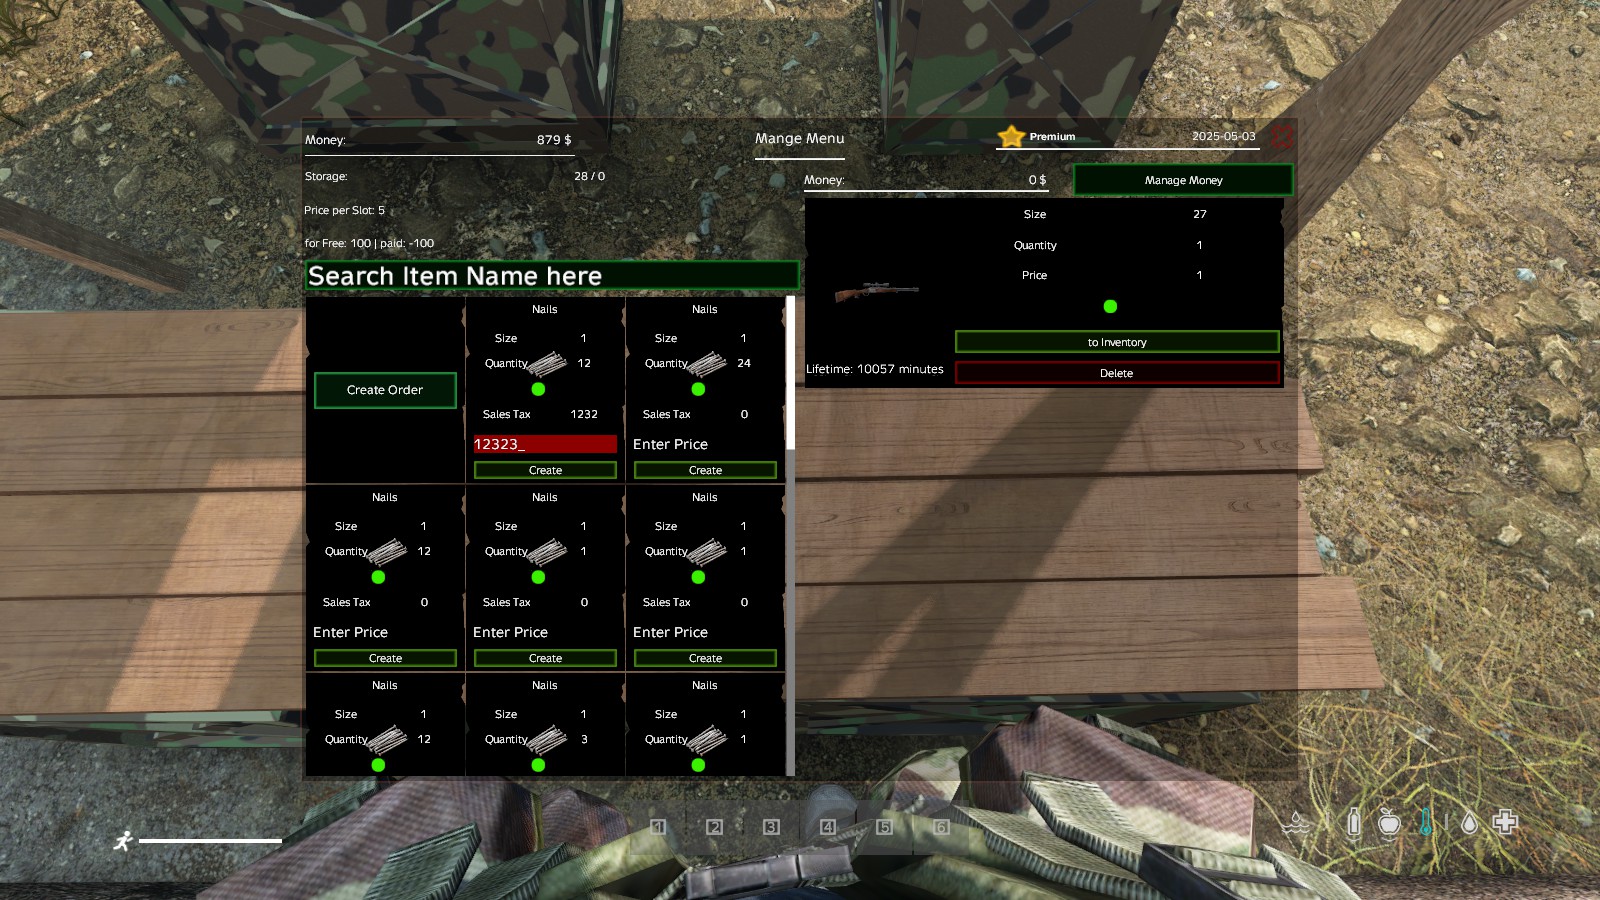 Money: 879 $
Mange Menu
Premium 2025-05-03
Storage: 28 / 0
Money: 0 $
Manage Money
Price per Slot: 5
for Free: 100 | paid: -100
Search Item Name here
Size 27
Quantity 1
Price 1
to Inventory
Lifetime: 10057 minutes
Delete
Create Order
Nails
Size 1
Quantity 12
Sales Tax 1232
12323_
Create
Nails
Size 1
Quantity 24
Sales Tax 0
Enter Price
Create
Nails
Size 1
Quantity 12
Sales Tax 0
Enter Price
Create
Nails
Size 1
Quantity 1
Sales Tax 0
Enter Price
Create
Nails
Size 1
Quantity 1
Sales Tax 0
Enter Price
Create
Nails
Size 1
Quantity 12
Nails
Size 1
Quantity 3
Nails
Size 1
Quantity 1
1 2 3 4 5 6